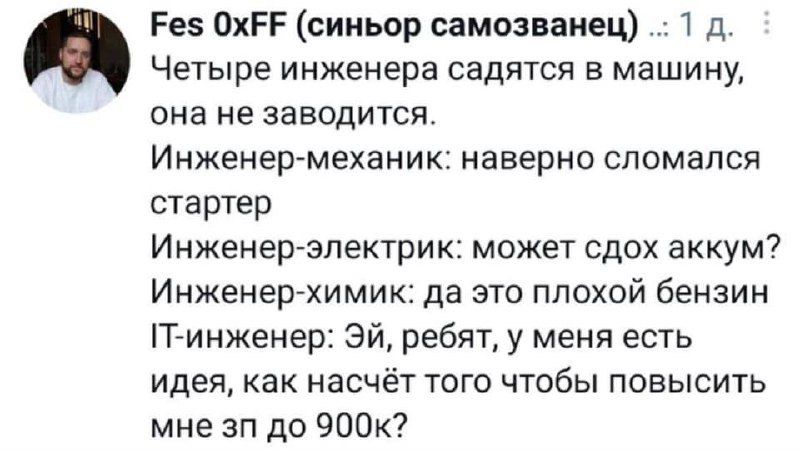 Fes 0xFF (синьор самозванец) ..: 1 д.
Четыре инженера садятся в машину,
она не заводится.
Инженер-механик: наверно сломался
стартер
Инженер-электрик: может сдох аккум?
Инженер-химик: да это плохой бензин
IT-инженер: Эй, ребят, у меня есть
идея, как насчёт того чтобы повысить
мне зп до 900к?